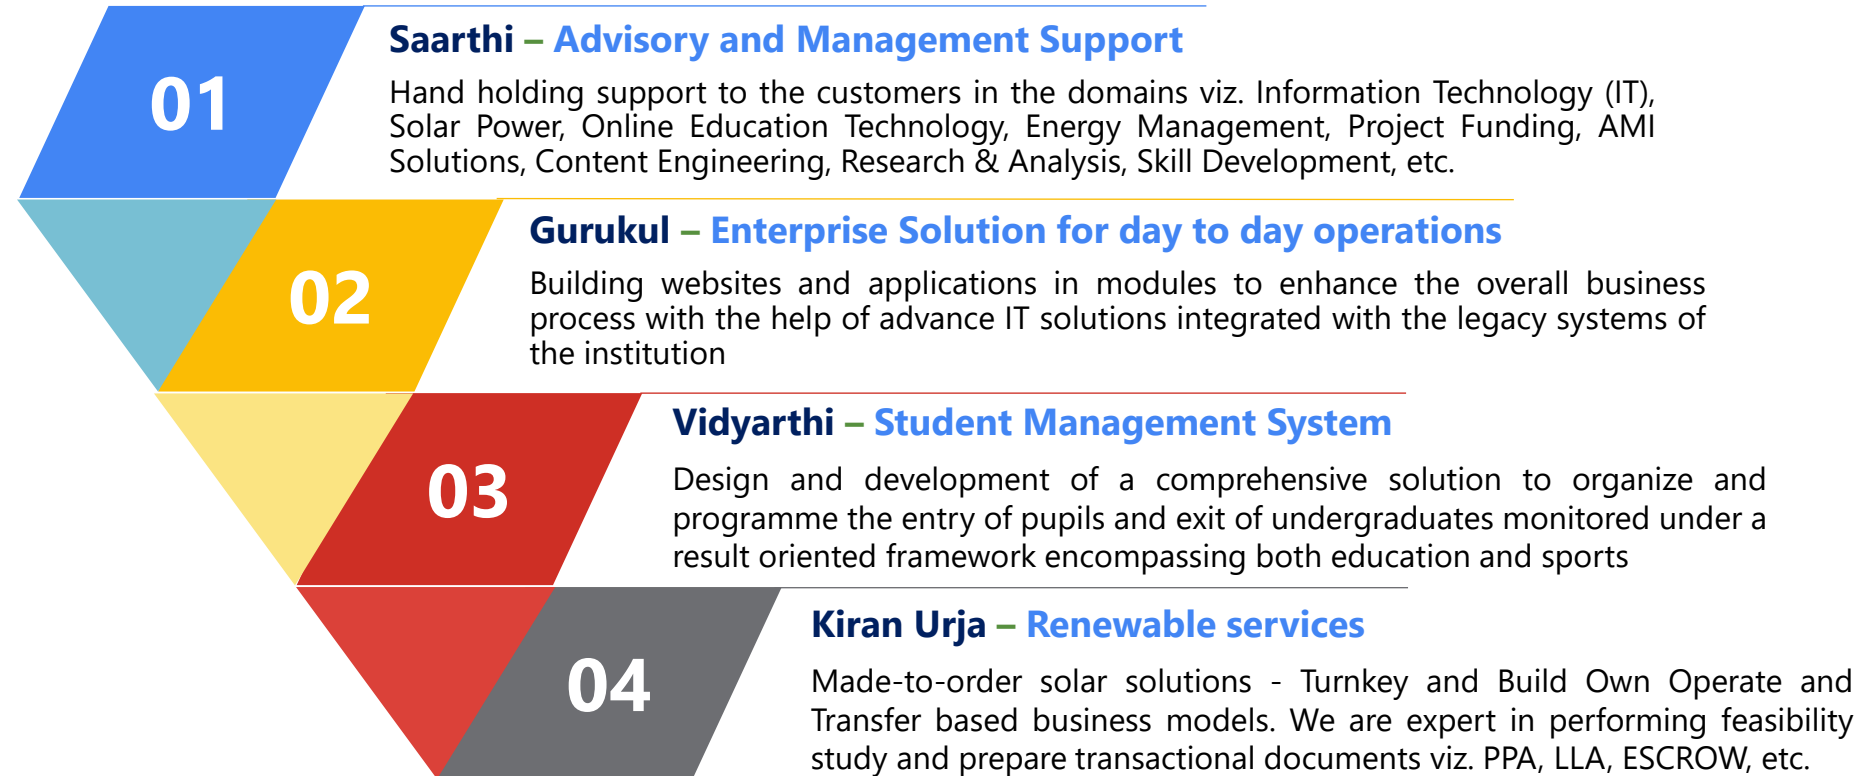 01
Saarthi – Advisory and Management Support
Hand holding support to the customers in the domains viz. Information Technology (IT),
Solar Power, Online Education Technology, Energy Management, Project Funding, AMI
Solutions, Content Engineering, Research & Analysis, Skill Development, etc.
02
Gurukul – Enterprise Solution for day to day operations
Building websites and applications in modules to enhance the overall business
process with the help of advance IT solutions integrated with the legacy systems of
the institution
03
Vidyarthi – Student Management System
Design and development of a comprehensive solution to organize and
programme the entry of pupils and exit of undergraduates monitored under a
result oriented framework encompassing both education and sports
04
Kiran Urja – Renewable services
Made-to-order solar solutions - Turnkey and Build Own Operate and
Transfer based business models. We are expert in performing feasibility
study and prepare transactional documents viz. PPA, LLA, ESCROW, etc.